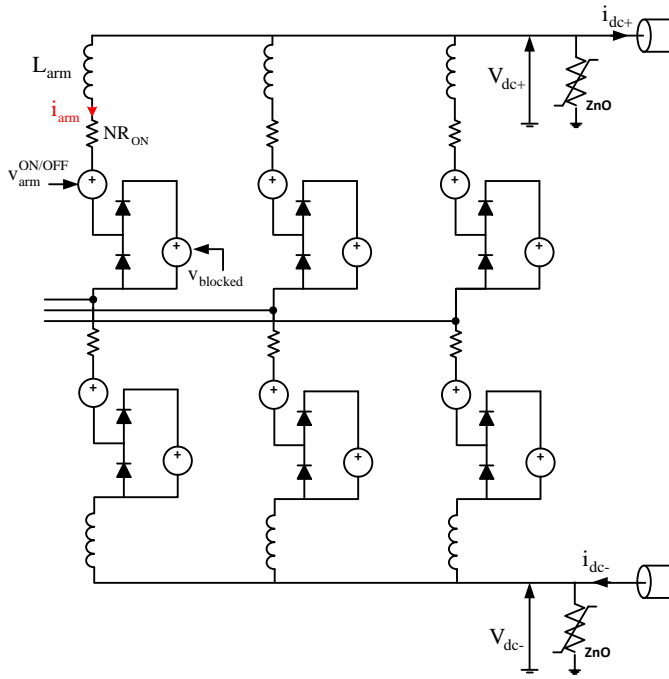 i_dc+
L_arm
V_dc+
i_arm
ZnO
NR_ON
v_arm^ON/OFF
+
+
+
+
+
+
v_blocked
+
+
+
+
+
+
i_dc-
V_dc-
ZnO